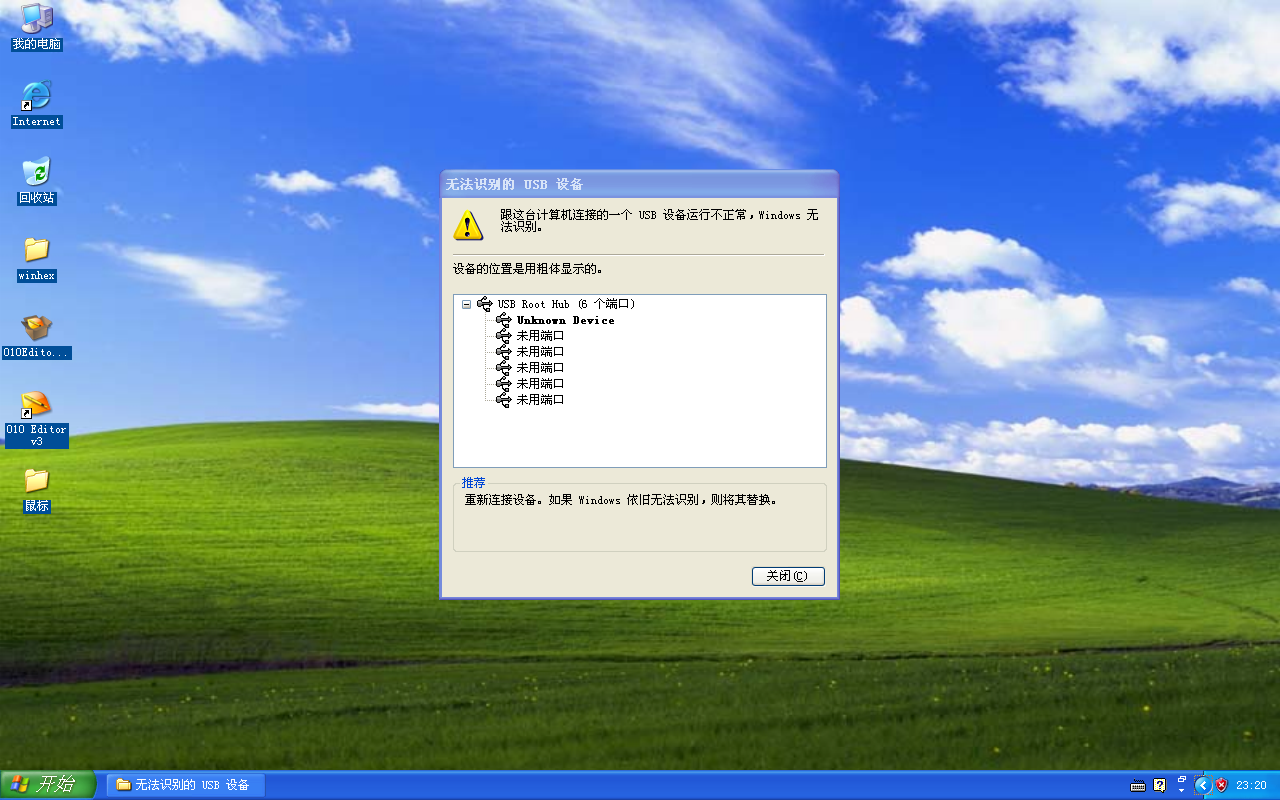 我的电脑
Internet
回收站
winhex
010Edito...
010 Editor
v3
鼠标
无法识别的 USB 设备
跟这台计算机连接的一个 USB 设备运行不正常，Windows 无
法识别。
设备的位置是用粗体显示的。
USB Root Hub (6 个端口)
Unknown Device
未用端口
未用端口
未用端口
未用端口
未用端口
推荐
重新连接设备。如果 Windows 依旧无法识别，则将其替换。
关闭(C)
开始
无法识别的 USB 设备
23:20